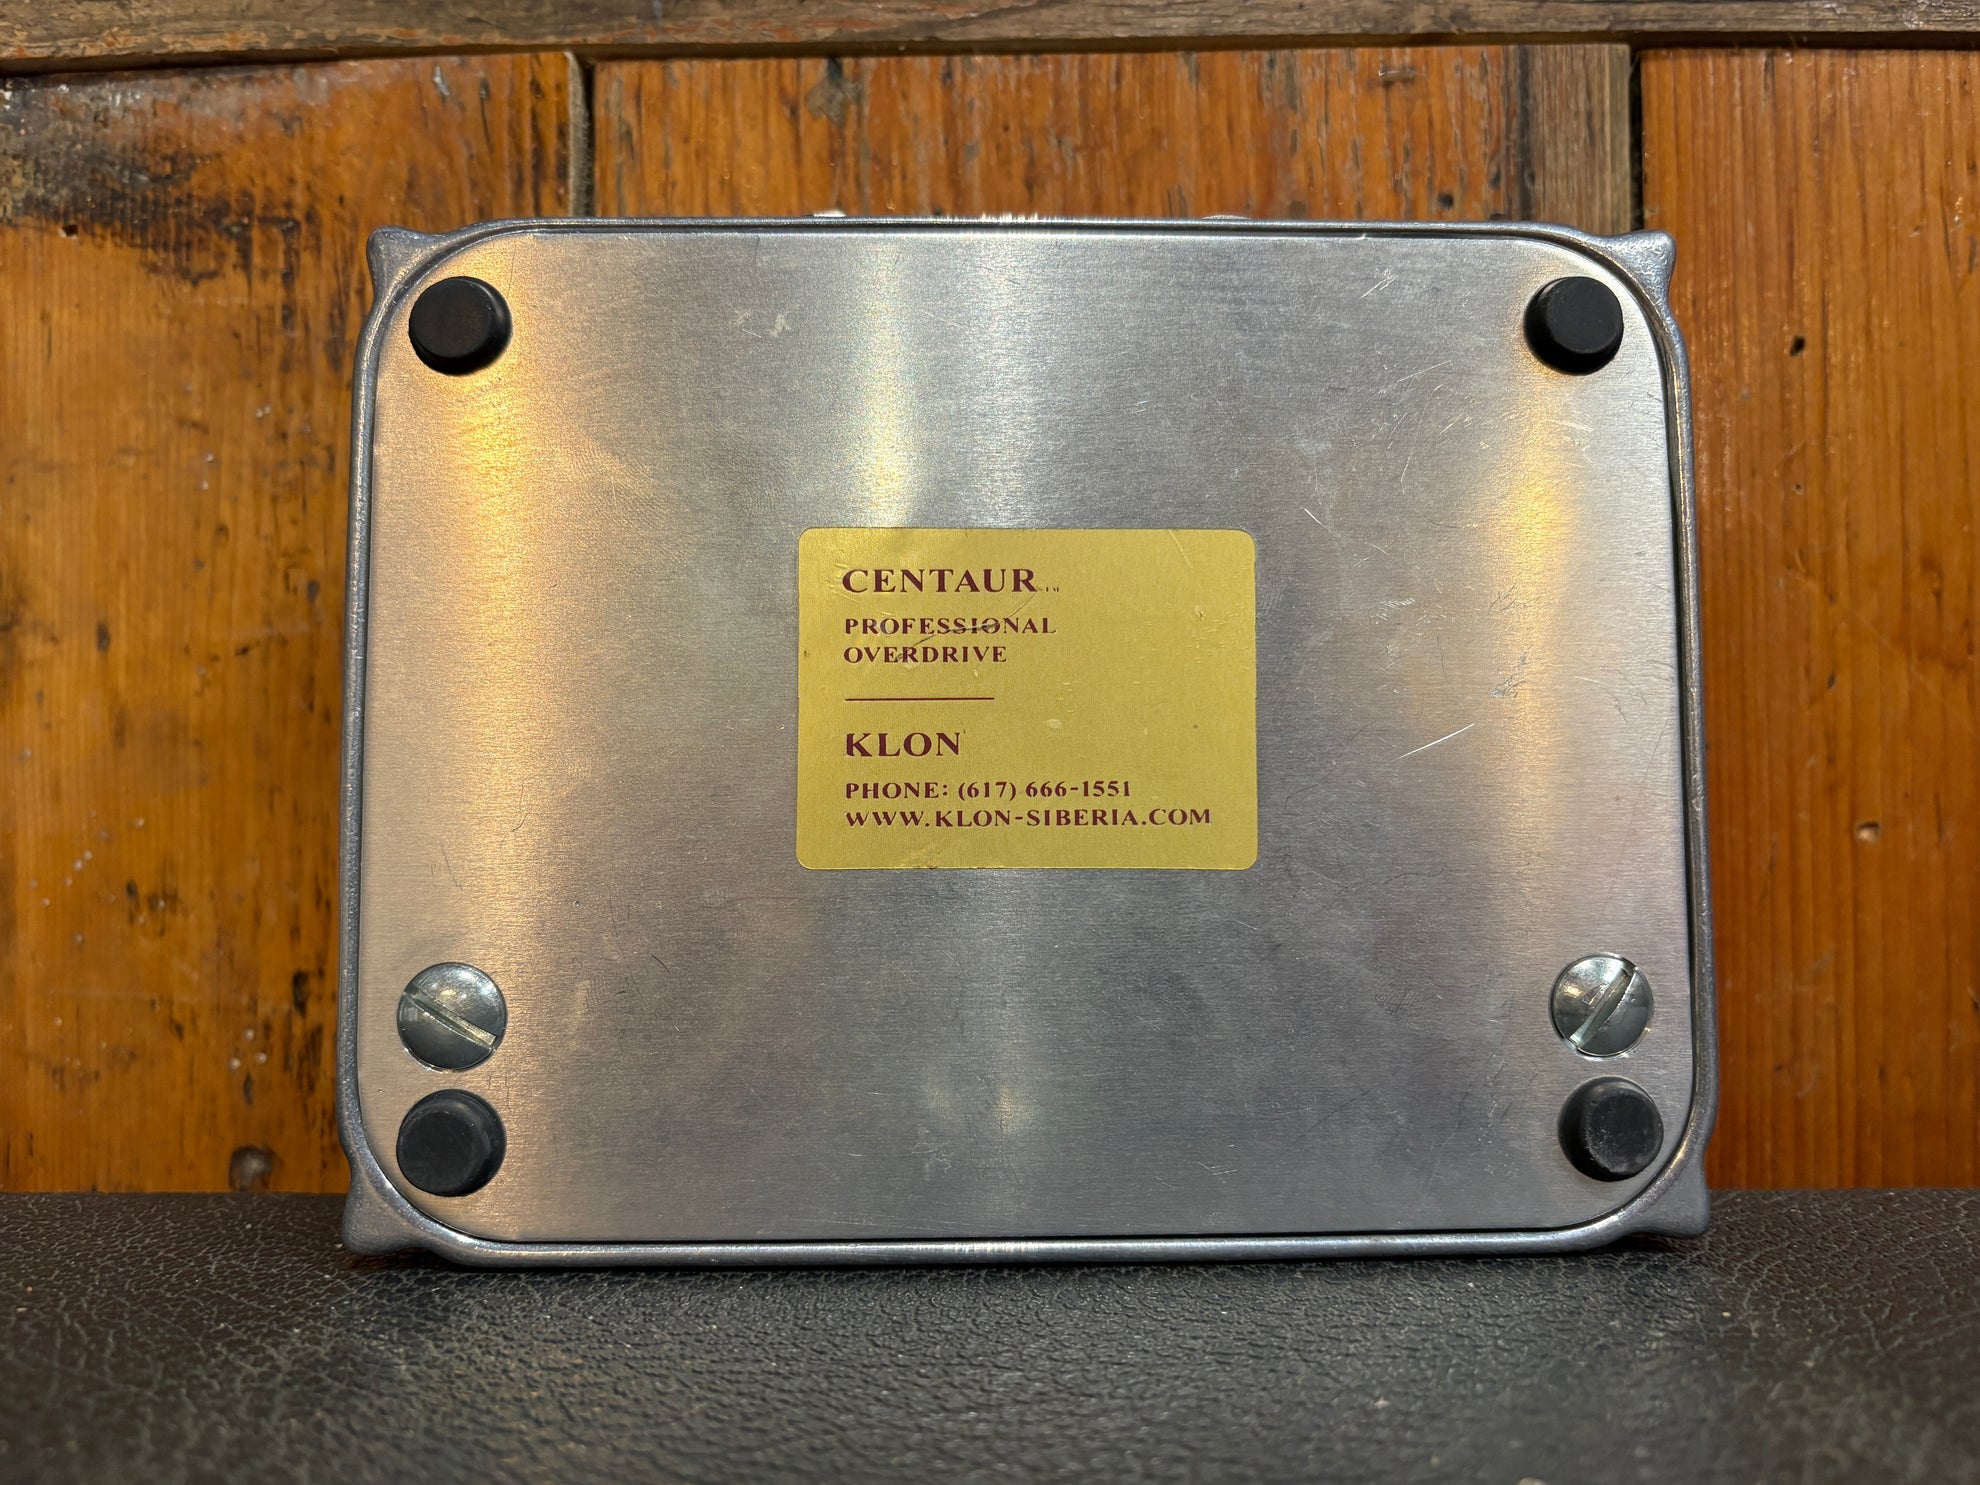 CENTAUR™
PROFESSIONAL
OVERDRIVE
KLON
PHONE: (617) 666-1551
WWW.KLON-SIBERIA.COM